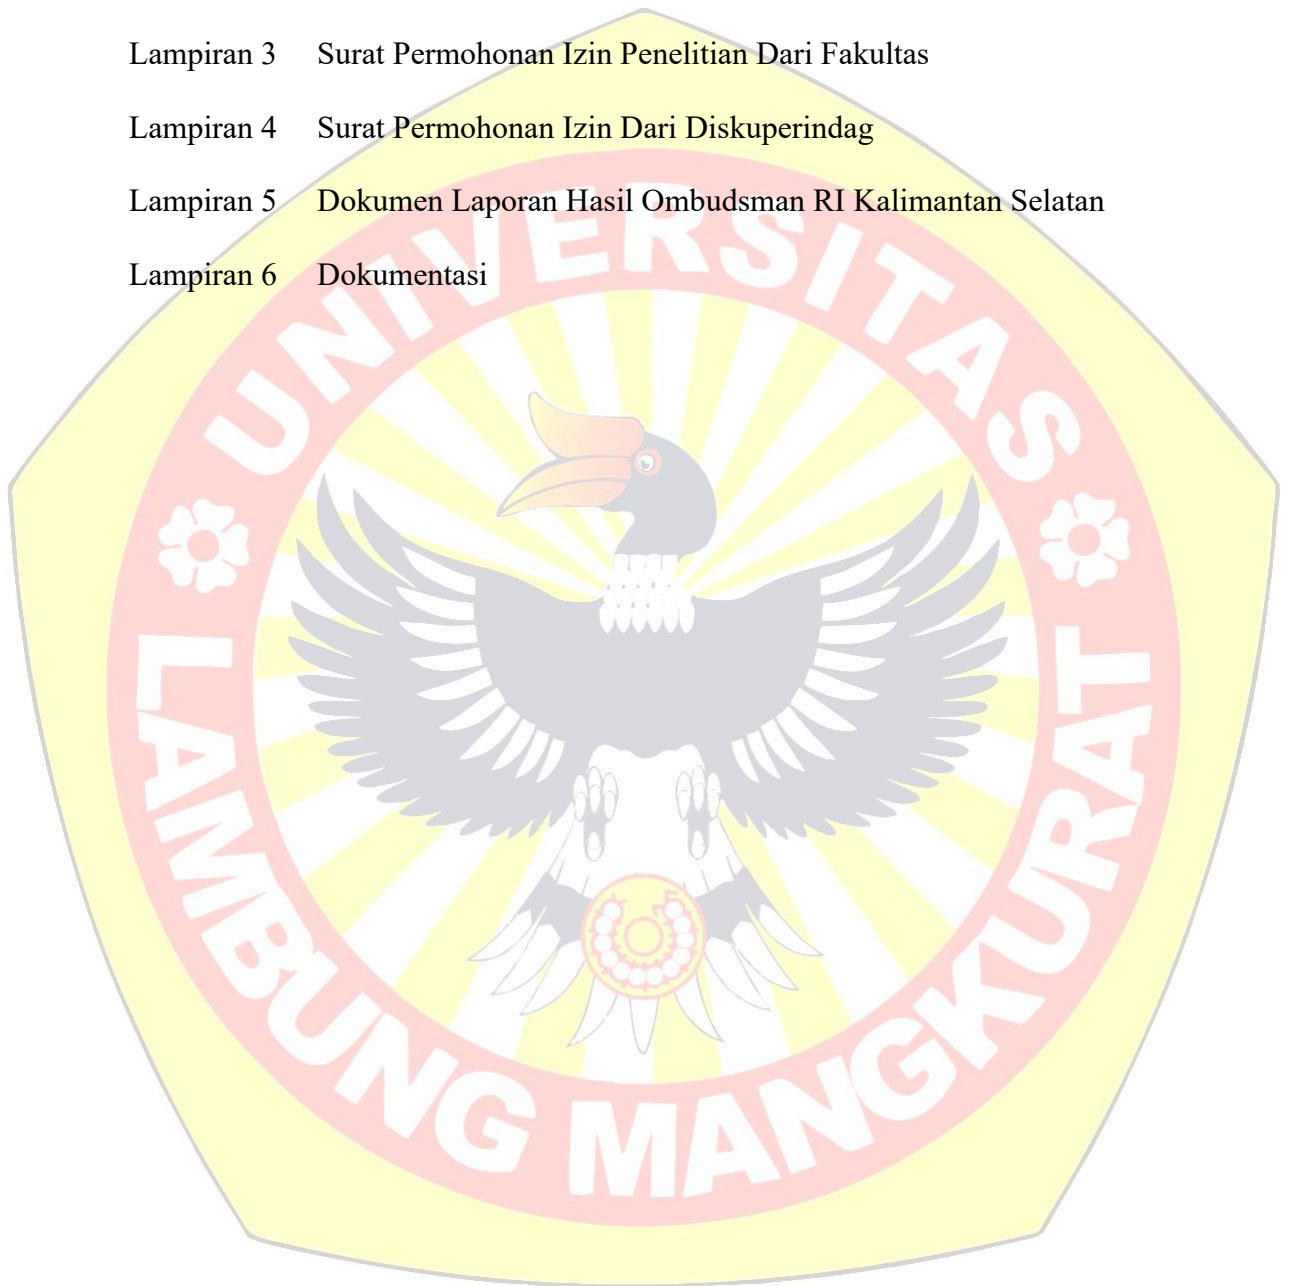 Lampiran 3 Surat Permohonan Izin Penelitian Dari Fakultas
Lampiran 4 Surat Permohonan Izin Dari Diskuperindag
Lampiran 5 Dokumen Laporan Hasil Ombudsman RI Kalimantan Selatan
Lampiran 6 Dokumentasi
UNIVERSITAS
LAMBUNG MANGKURAT